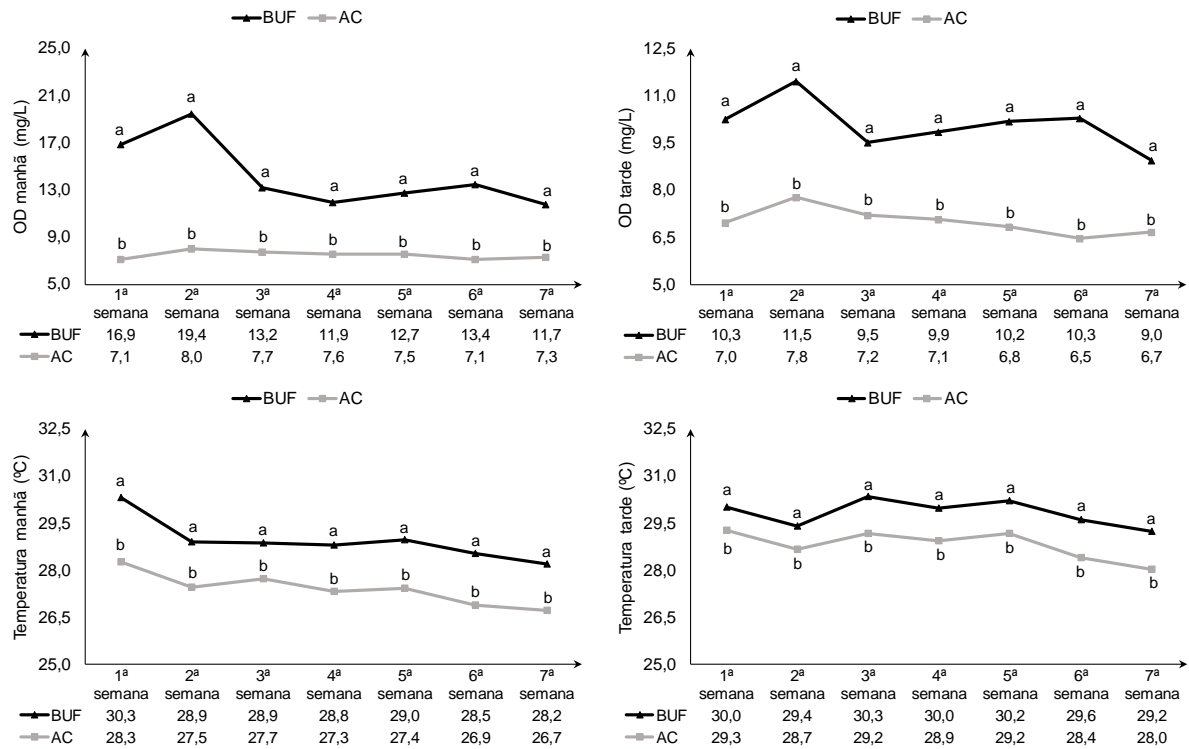 BUF AC
OD manhã (mg/L)
25,0
21,0
17,0
13,0
9,0
5,0
a a a a a a a
b b b b b b b
1ª 2ª 3ª 4ª 5ª 6ª 7ª
semana semana semana semana semana semana semana
BUF 16,9 19,4 13,2 11,9 12,7 13,4 11,7
AC 7,1 8,0 7,7 7,6 7,5 7,1 7,3
BUF AC
OD tarde (mg/L)
12,5
11,0
9,5
8,0
6,5
5,0
a a a a a a a
b b b b b b b
1ª 2ª 3ª 4ª 5ª 6ª 7ª
semana semana semana semana semana semana semana
BUF 10,3 11,5 9,5 9,9 10,2 10,3 9,0
AC 7,0 7,8 7,2 7,1 6,8 6,5 6,7
BUF AC
Temperatura manhã (ºC)
32,5
31,0
29,5
28,0
26,5
25,0
a a a a a a a
b b b b b b b
1ª 2ª 3ª 4ª 5ª 6ª 7ª
semana semana semana semana semana semana semana
BUF 30,3 28,9 28,9 28,8 29,0 28,5 28,2
AC 28,3 27,5 27,7 27,3 27,4 26,9 26,7
BUF AC
Temperatura tarde (ºC)
32,5
31,0
29,5
28,0
26,5
25,0
a a a a a a a
b b b b b b b
1ª 2ª 3ª 4ª 5ª 6ª 7ª
semana semana semana semana semana semana semana
BUF 30,0 29,4 30,3 30,0 30,2 29,6 29,2
AC 29,3 28,7 29,2 28,9 29,2 28,4 28,0